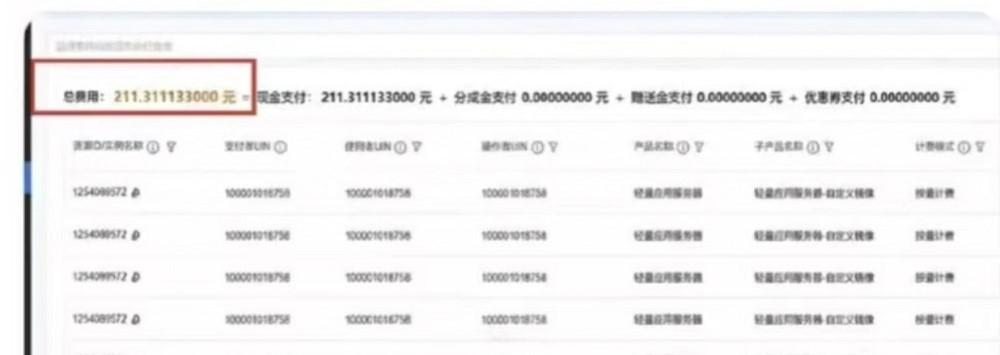 总费用： 211.311133000 元 = 现金支付： 211.311133000 元 + 分成金支付 0.00000000 元 + 赠送金支付 0.00000000 元 + 优惠券支付 0.00000000 元
资源ID/实例名称 支付者UIN 使用者UIN 操作者UIN 产品名称 子产品名称 计费模式
1254089572 100001018758 100001018758 100001018758 轻量应用服务器 轻量应用服务器-自定义镜像 按量计费
1254089572 100001018758 100001018758 100001018758 轻量应用服务器 轻量应用服务器-自定义镜像 按量计费
1254089572 100001018758 100001018758 100001018758 轻量应用服务器 轻量应用服务器-自定义镜像 按量计费
1254089572 100001018758 100001018758 100001018758 轻量应用服务器 轻量应用服务器-自定义镜像 按量计费